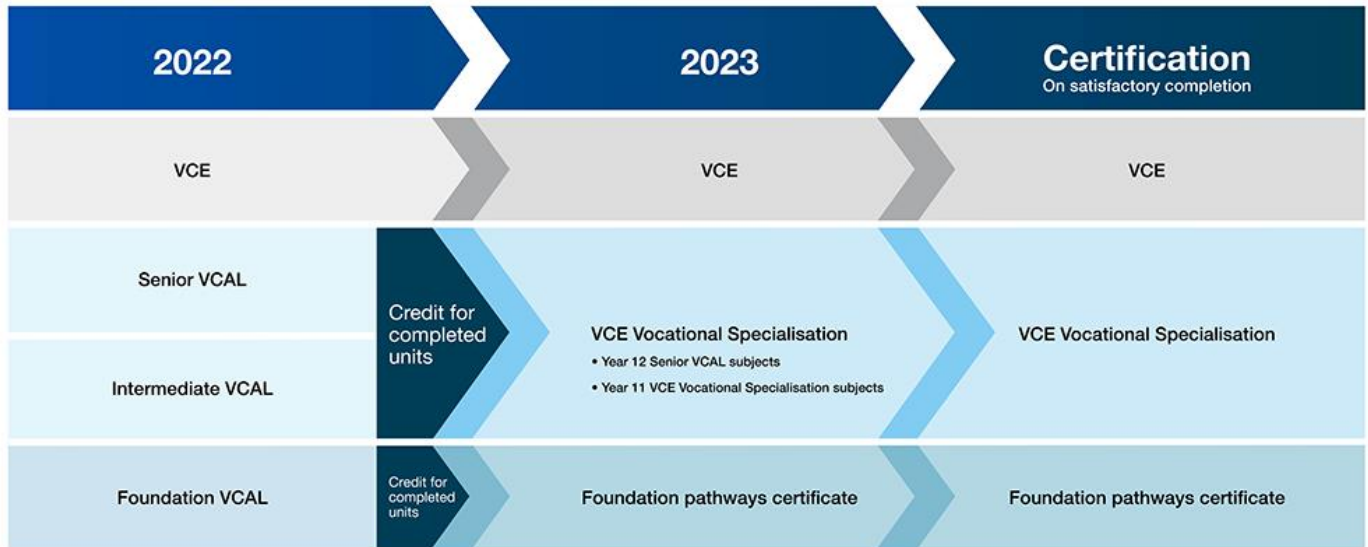 2022
2023
Certification
On satisfactory completion
VCE
VCE
VCE
Senior VCAL
Intermediate VCAL
Credit for
completed
units
VCE Vocational Specialisation
• Year 12 Senior VCAL subjects
• Year 11 VCE Vocational Specialisation subjects
VCE Vocational Specialisation
Foundation VCAL
Credit for
completed
units
Foundation pathways certificate
Foundation pathways certificate